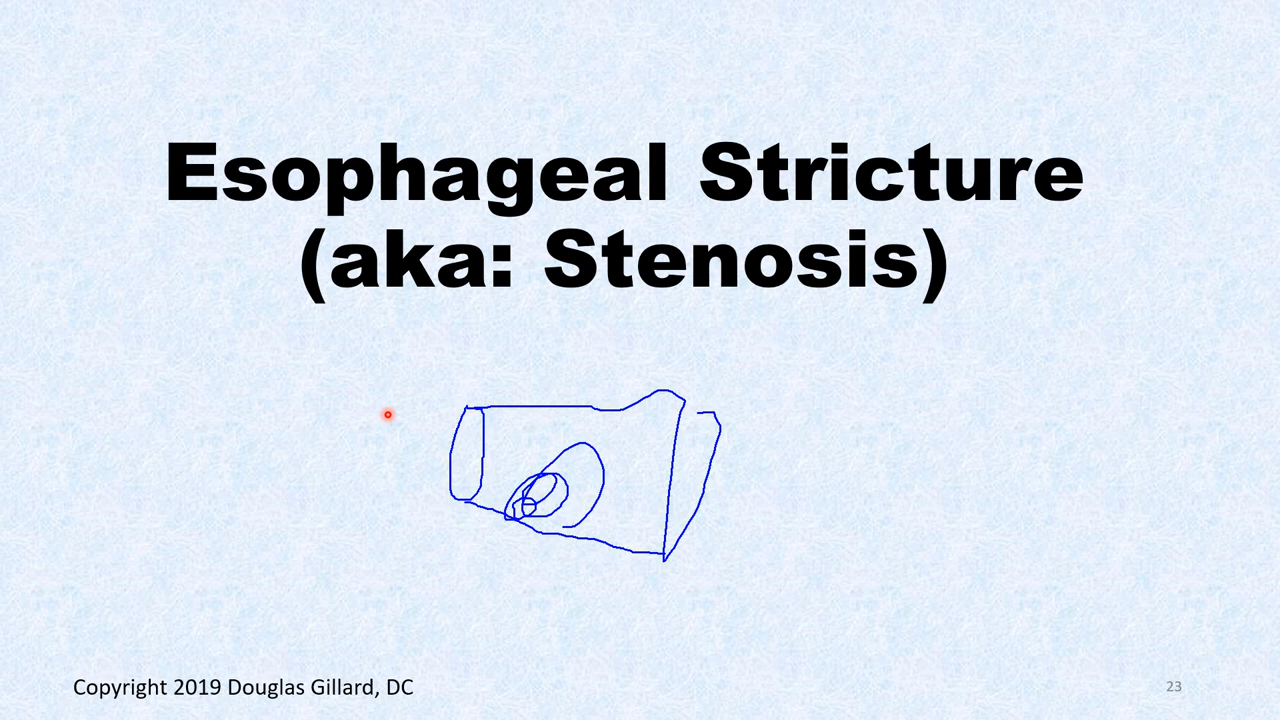 Esophageal Stricture
(aka: Stenosis)
Copyright 2019 Douglas Gillard, DC
23